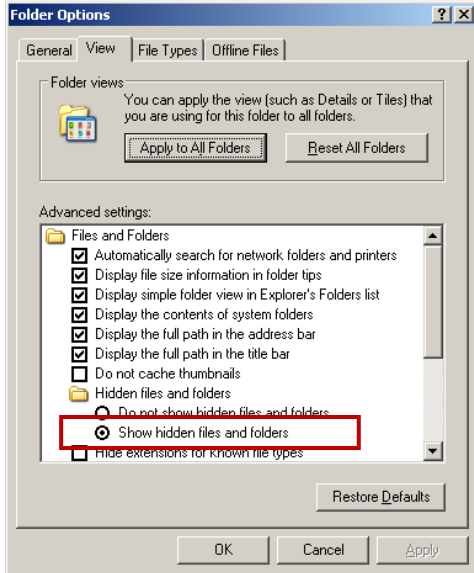 Folder Options
General View File Types Offline Files
Folder views
You can apply the view (such as Details or Tiles) that
you are using for this folder to all folders.
Apply to All Folders Reset All Folders
Advanced settings:
Files and Folders
Automatically search for network folders and printers
Display file size information in folder tips
Display simple folder view in Explorer's Folders list
Display the contents of system folders
Display the full path in the address bar
Display the full path in the title bar
Do not cache thumbnails
Hidden files and folders
Do not show hidden files and folders
Show hidden files and folders
Hide extensions for known file types
Restore Defaults
OK Cancel Apply